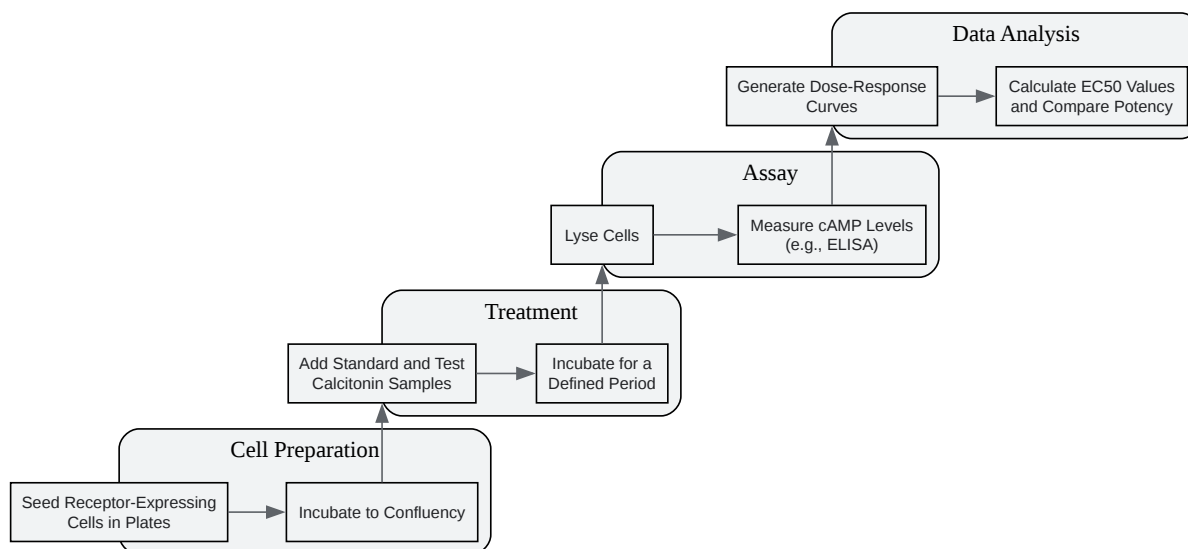 Data Analysis
Generate Dose-Response
Curves
Calculate EC50 Values
and Compare Potency
Assay
Lyse Cells
Measure cAMP Levels
(e.g., ELISA)
Treatment
Add Standard and Test
Calcitonin Samples
Incubate for a
Defined Period
Cell Preparation
Seed Receptor-Expressing
Cells in Plates
Incubate to Confluency